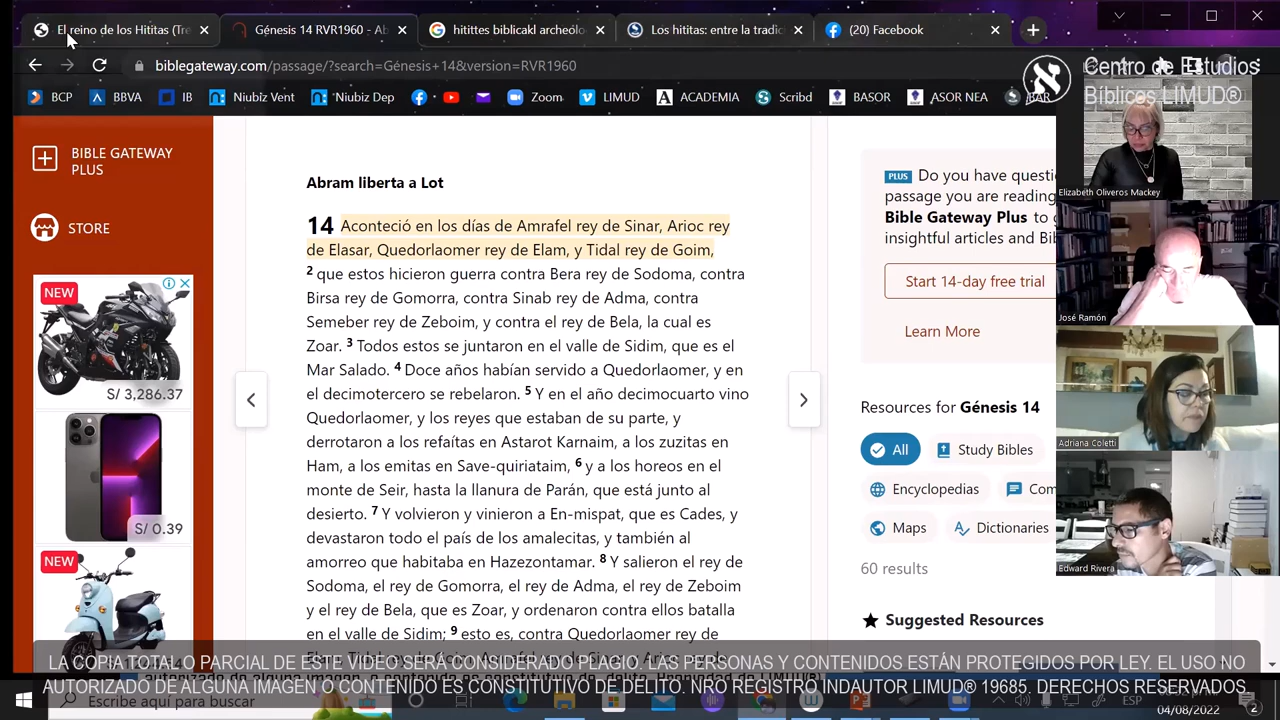 El reino de los Hititas (Tre
Génesis 14 RVR1960 - Ab
hitittes biblicakl archeólo
Los hititas: entre la tradic
(20) Facebook
biblegateway.com/passage/?search=Génesis+14&version=RVR1960
Centro de Estudios
Bíblicos LIMUD®
BCP
BBVA
IB
Niubiz Vent
Niubiz Dep
Zoom
LIMUD
ACADEMIA
Scribd
BASOR
ASOR NEA
BAR
BIBLE GATEWAY
PLUS
STORE
NEW
S/ 3,286.37
S/ 0.39
NEW
Abram liberta a Lot
14 Aconteció en los días de Amrafel rey de Sinar, Arioc rey
de Elasar, Quedorlaomer rey de Elam, y Tidal rey de Goim,
2 que estos hicieron guerra contra Bera rey de Sodoma, contra
Birsa rey de Gomorra, contra Sinab rey de Adma, contra
Semeber rey de Zeboim, y contra el rey de Bela, la cual es
Zoar. 3 Todos estos se juntaron en el valle de Sidim, que es el
Mar Salado. 4 Doce años habían servido a Quedorlaomer, y en
el decimotercero se rebelaron. 5 Y en el año decimocuarto vino
Quedorlaomer, y los reyes que estaban de su parte, y
derrotaron a los refaítas en Astarot Karnaim, a los zuzitas en
Ham, a los emitas en Save-quiriataim, 6 y a los horeos en el
monte de Seir, hasta la llanura de Parán, que está junto al
desierto. 7 Y volvieron y vinieron a En-mispat, que es Cades, y
devastaron todo el país de los amalecitas, y también al
amorreo que habitaba en Hazezontamar. 8 Y salieron el rey de
Sodoma, el rey de Gomorra, el rey de Adma, el rey de Zeboim
y el rey de Bela, que es Zoar, y ordenaron contra ellos batalla
en el valle de Sidim; 9 esto es, contra Quedorlaomer rey de
PLUS Do you have questi
passage you are reading
Bible Gateway Plus to
insightful articles and Bi
Start 14-day free trial
Learn More
Resources for Génesis 14
All
Study Bibles
Encyclopedias
Com
Maps
Dictionaries
60 results
Suggested Resources
Elizabeth Oliveros Mackey
José Ramón
Adriana Coletti
Edward Rivera
LA COPIA TOTAL O PARCIAL DE ESTE VIDEO SERÁ CONSIDERADO PLAGIO. LAS PERSONAS Y CONTENIDOS ESTÁN PROTEGIDOS POR LEY. EL USO NO
AUTORIZADO DE ALGUNA IMAGEN O CONTENIDO ES CONSTITUTIVO DE DELITO. NRO REGISTRO INDAUTOR LIMUD® 19685. DERECHOS RESERVADOS.
Escribe aquí para buscar
ESP
04/08/2022
2